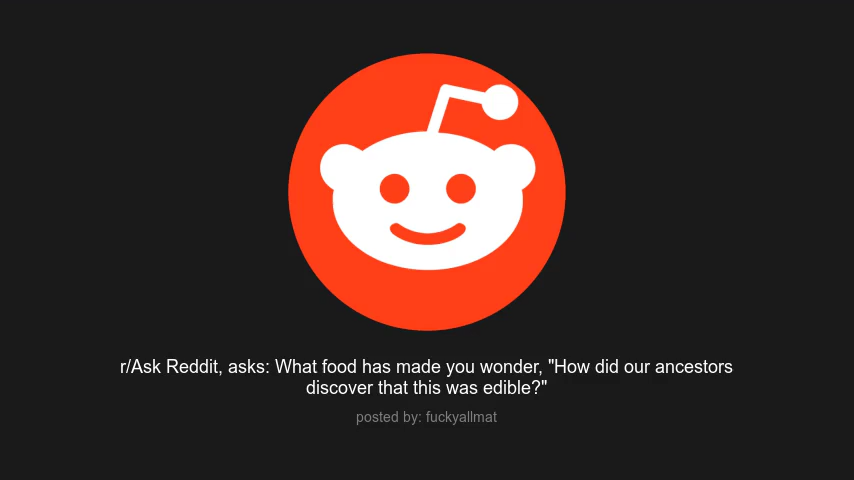 r/Ask Reddit, asks: What food has made you wonder, "How did our ancestors
discover that this was edible?"
posted by: fuckyallmat